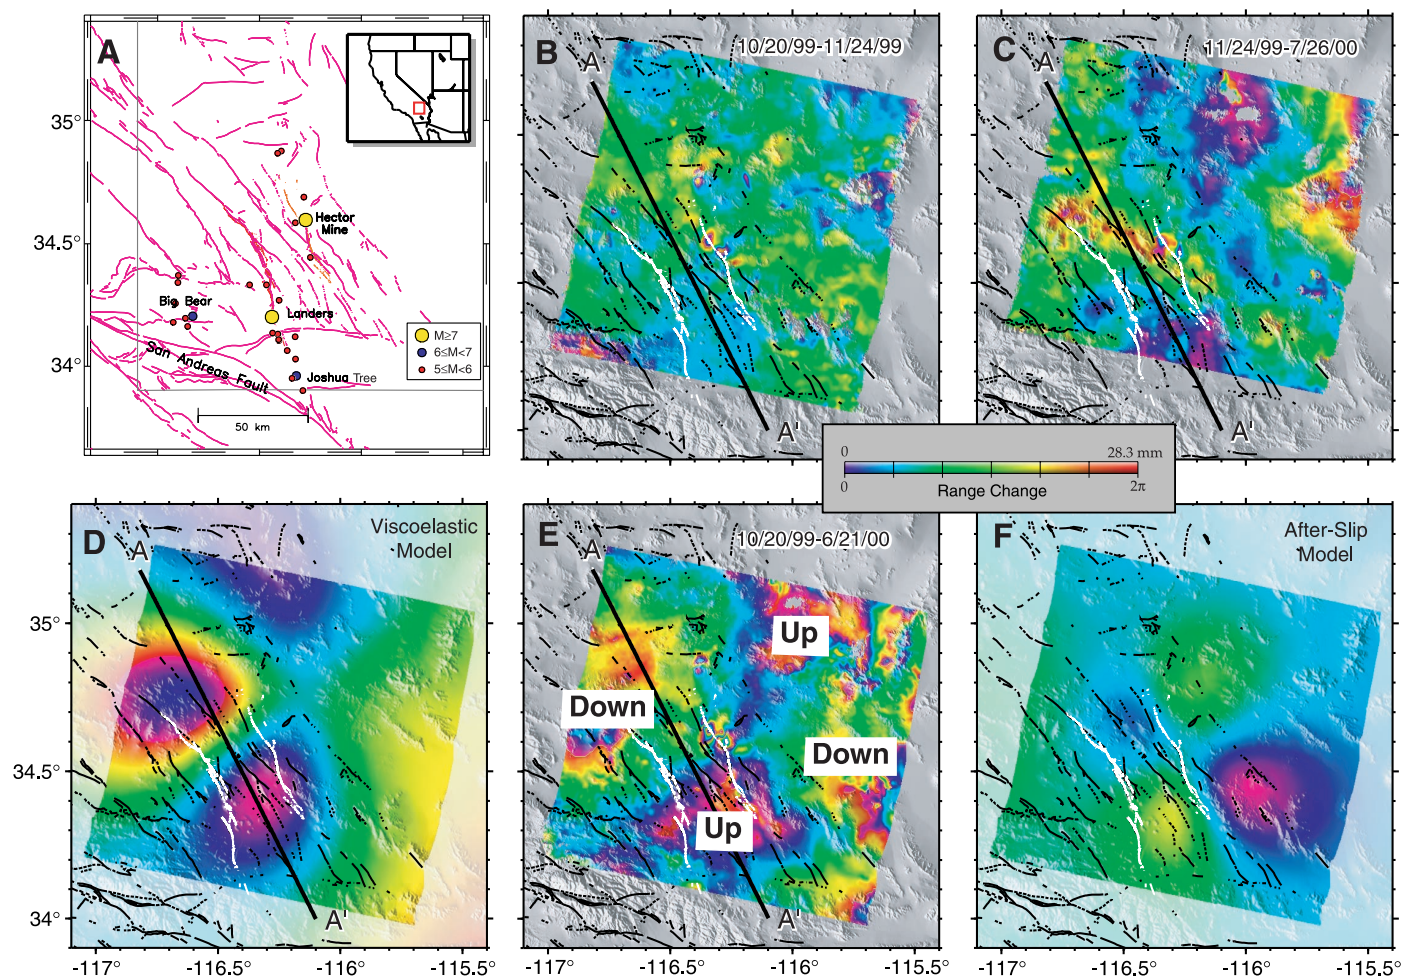 A
35°
34.5°
34°
Hector
Mine
Big Bear
Landers
San Andreas Fault
Joshua Tree
M≥7
6≤M<7
5≤M<6
50 km
B
10/20/99-11/24/99
A
A'
C
11/24/99-7/26/00
A
A'
0
28.3 mm
0
Range Change
2π
D
Viscoelastic
Model
A
A'
35°
34.5°
34°
-117°
-116.5°
-116°
-115.5°
E
10/20/99-6/21/00
A
Up
Down
Down
Up
A'
-117°
-116.5°
-116°
-115.5°
F
After-Slip
Model
-117°
-116.5°
-116°
-115.5°